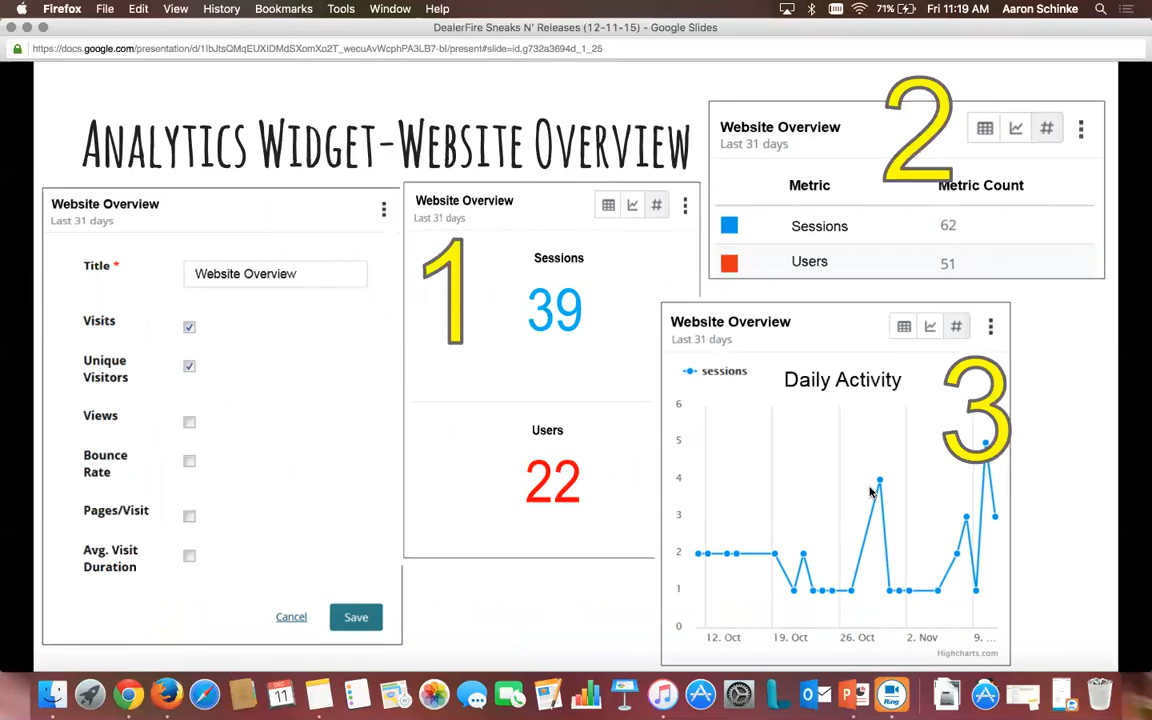 Firefox File Edit View History Bookmarks Tools Window Help 71% Fri 11:19 AM Aaron Schinke
DealerFire Sneaks N' Releases (12-11-15) - Google Slides
Analytics Widget-Website Overview
Website Overview
Last 31 days
Title *
Website Overview
Visits
Unique
Visitors
Views
Bounce
Rate
Pages/Visit
Avg. Visit
Duration
Cancel
Save
Website Overview
Last 31 days
#
1
Sessions
39
Users
22
2
Website Overview
Last 31 days
#
Metric
Metric Count
Sessions
62
Users
51
Website Overview
Last 31 days
#
3
sessions
Daily Activity
6
5
4
3
2
1
0
12. Oct
19. Oct
26. Oct
2. Nov
9. ...
Highcharts.com
DEC
11
Ring